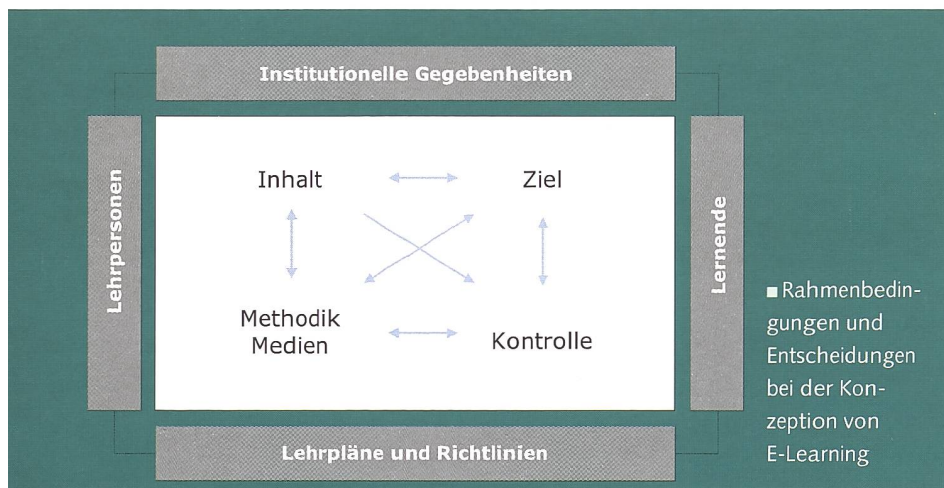 Institutionelle Gegebenheiten
Lehrpersonen
Inhalt
Ziel
Methodik
Medien
Kontrolle
Lernende
Lehrpläne und Richtlinien
■ Rahmenbedin-
gungen und
Entscheidungen
bei der Kon-
zeption von
E-Learning